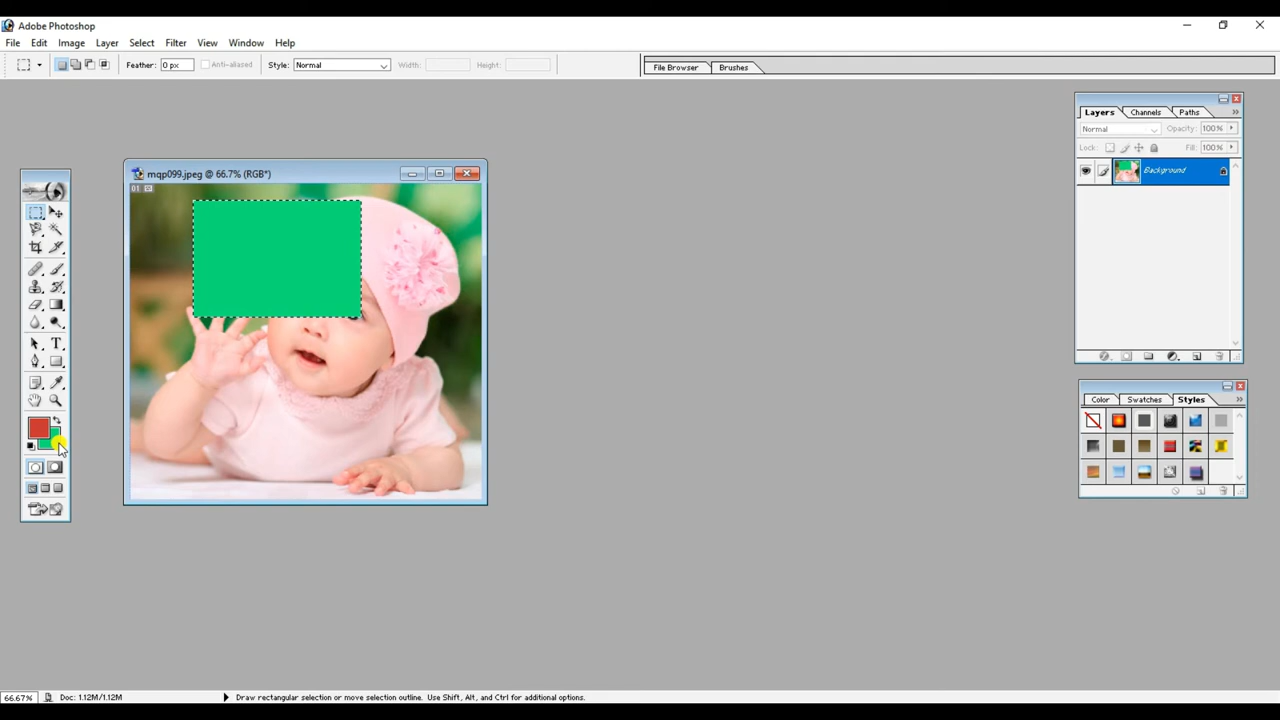 Adobe Photoshop
File Edit Image Layer Select Filter View Window Help
Feather: 0 px Anti-aliased Style: Normal Width: Height: File Browser Brushes
mqp099.jpeg @ 66.7% (RGB*)
01
Layers Channels Paths
Normal Opacity: 100%
Lock: Fill: 100%
Background
Color Swatches Styles
66.67% Doc: 1.12M/1.12M Draw rectangular selection or move selection outline. Use Shift, Alt, and Ctrl for additional options.